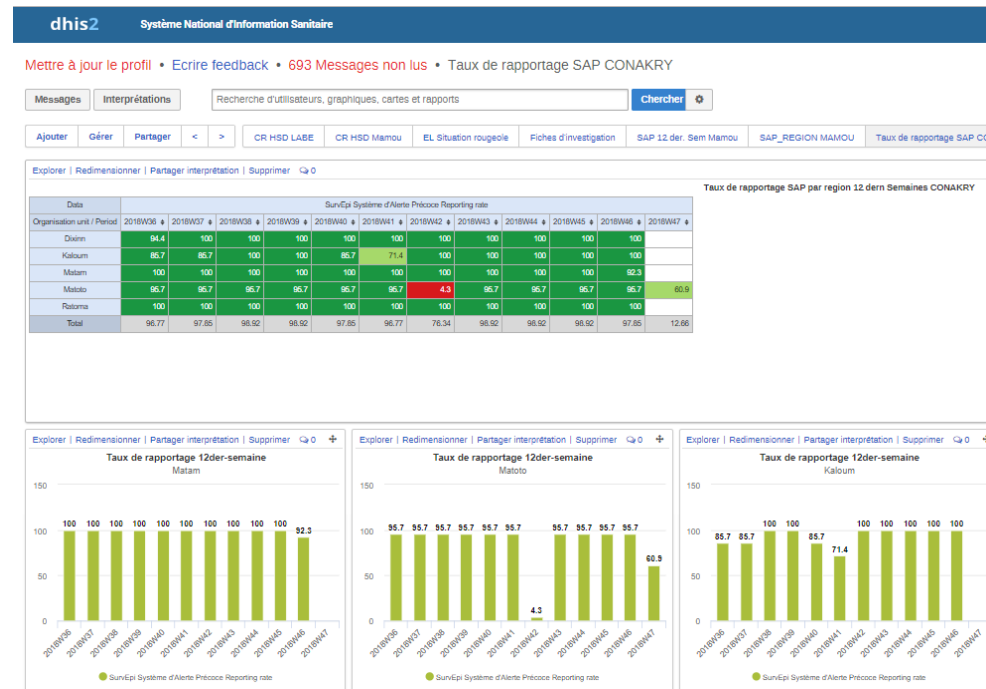 dhis2 Système National d'Information Sanitaire
Mettre à jour le profil • Ecrire feedback • 693 Messages non lus • Taux de rapportage SAP CONAKRY
Messages Interprétations Recherche d'utilisateurs, graphiques, cartes et rapports Chercher
Ajouter Gérer Partager < > CR HSD LABE CR HSD Mamou EL Situation rougeole Fiches d'investigation SAP 12 der. Sem Mamou SAP_REGION MAMOU Taux de rapportage SAP CO
Explorer | Redimensionner | Partager interprétation | Supprimer 0
Taux de rapportage SAP par region 12 dern Semaines CONAKRY
Data SurvEpi Système d'Alerte Précoce Reporting rate
Organisation unit / Period 2018W36 2018W37 2018W38 2018W39 2018W40 2018W41 2018W42 2018W43 2018W44 2018W45 2018W46 2018W47
Dixinn 94.4 100 100 100 100 100 100 100 100 100 100
Kaloum 85.7 85.7 100 100 85.7 71.4 100 100 100 100 100
Matam 100 100 100 100 100 100 100 100 100 100 92.3
Matoto 95.7 95.7 95.7 95.7 95.7 95.7 4.3 95.7 95.7 95.7 95.7 60.9
Ratoma 100 100 100 100 100 100 100 100 100 100 100
Total 96.77 97.85 98.92 98.92 97.85 96.77 76.34 98.92 98.92 98.92 97.85 12.66
Explorer | Redimensionner | Partager interprétation | Supprimer 0
Taux de rapportage 12der-semaine
Matam
150
100
50
0
100 100 100 100 100 100 100 100 100 100 92.3
2018W36 2018W37 2018W38 2018W39 2018W40 2018W41 2018W42 2018W43 2018W44 2018W45 2018W46 2018W47
SurvEpi Système d'Alerte Précoce Reporting rate
Explorer | Redimensionner | Partager interprétation | Supprimer 0
Taux de rapportage 12der-semaine
Matoto
150
100
50
0
95.7 95.7 95.7 95.7 95.7 95.7 4.3 95.7 95.7 95.7 95.7 60.9
2018W36 2018W37 2018W38 2018W39 2018W40 2018W41 2018W42 2018W43 2018W44 2018W45 2018W46 2018W47
SurvEpi Système d'Alerte Précoce Reporting rate
Explorer | Redimensionner | Partager interprétation | Supprimer 0
Taux de rapportage 12der-semaine
Kaloum
150
100
50
0
85.7 85.7 100 100 85.7 71.4 100 100 100 100 100
2018W36 2018W37 2018W38 2018W39 2018W40 2018W41 2018W42 2018W43 2018W44 2018W45 2018W46 2018W47
SurvEpi Système d'Alerte Précoce Reporting rate